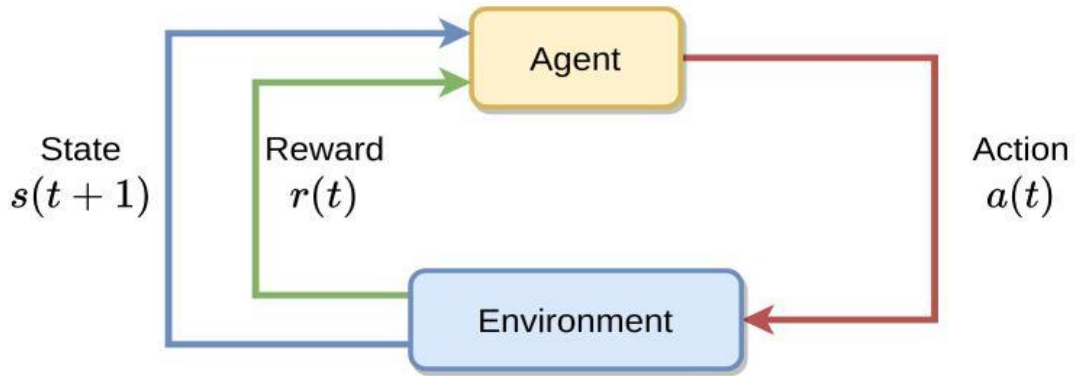 Agent
State
s(t + 1)
Reward
r(t)
Action
a(t)
Environment